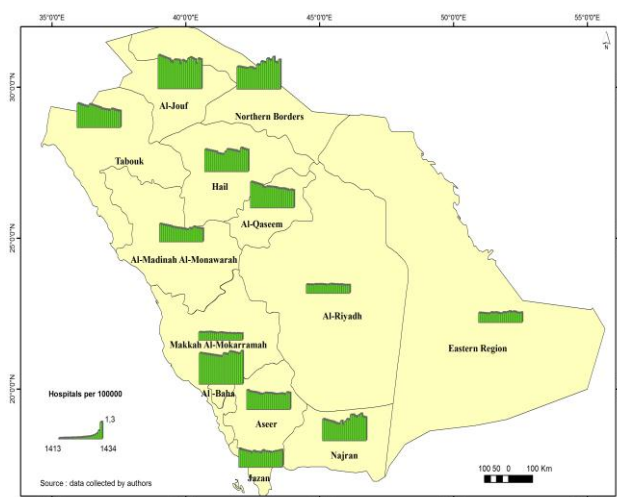 35°0'0"E 40°0'0"E 45°0'0"E 50°0'0"E 55°0'0"E
30°0'0"N
Al-Jouf
Northern Borders
Tabouk
Hail
Al-Qaseem
25°0'0"N
Al-Madinah Al-Monawarah
Al-Riyadh
Makkah Al-Mokarramah
Eastern Region
20°0'0"N
Al -Baha
Hospitals per 100000
1,3
Aseer
1413 1434
Najran
Jazan
100 50 0 100 Km
Source : data collected by authors